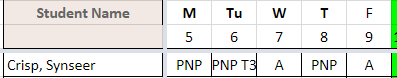 Student Name M Tu W T F
5 6 7 8 9
Crisp, Synseer PNP PNP T3 A PNP A